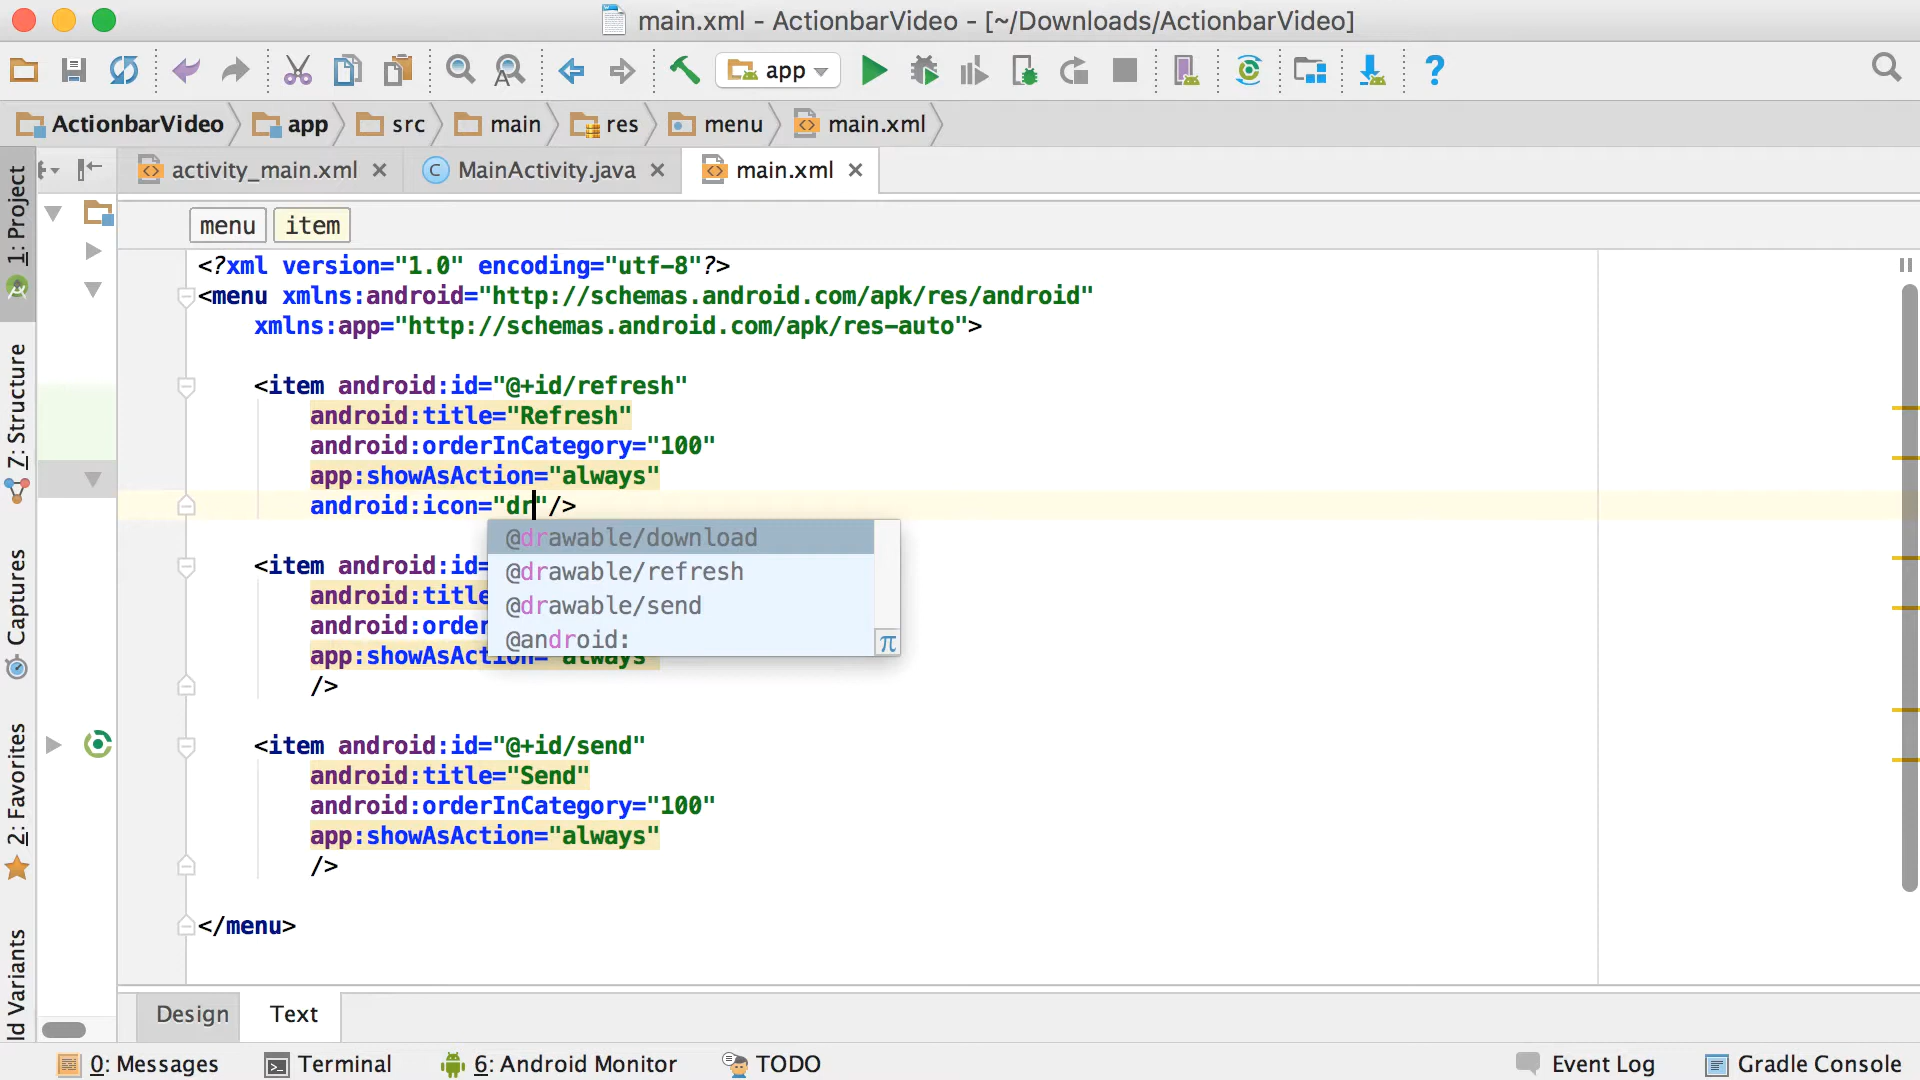 main.xml - ActionbarVideo - [~/Downloads/ActionbarVideo]
app
ActionbarVideo app src main res menu main.xml
activity_main.xml MainActivity.java main.xml
menu item
<?xml version="1.0" encoding="utf-8"?>
<menu xmlns:android="http://schemas.android.com/apk/res/android"
xmlns:app="http://schemas.android.com/apk/res-auto">
<item android:id="@+id/refresh"
android:title="Refresh"
android:orderInCategory="100"
app:showAsAction="always"
android:icon="dr"/>
@drawable/download
@drawable/refresh
@drawable/send
@android:
π
<item android:id=
android:title
android:order
app:showAsAction="always"
/>
<item android:id="@+id/send"
android:title="Send"
android:orderInCategory="100"
app:showAsAction="always"
/>
</menu>
1: Project
7: Structure
Captures
2: Favorites
ld Variants
Design Text
0: Messages Terminal 6: Android Monitor TODO Event Log Gradle Console